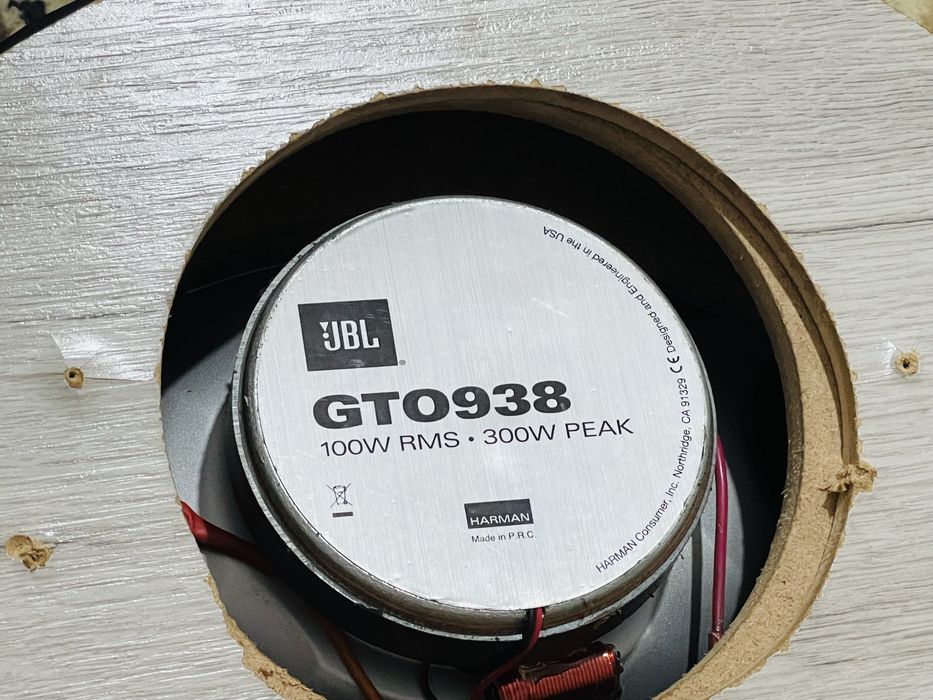 JBL
GTO938
100W RMS • 300W PEAK
HARMAN
Made in P.R.C.
HARMAN Consumer, Inc. Northridge, CA 91329 CE Designed and Engineered in the USA